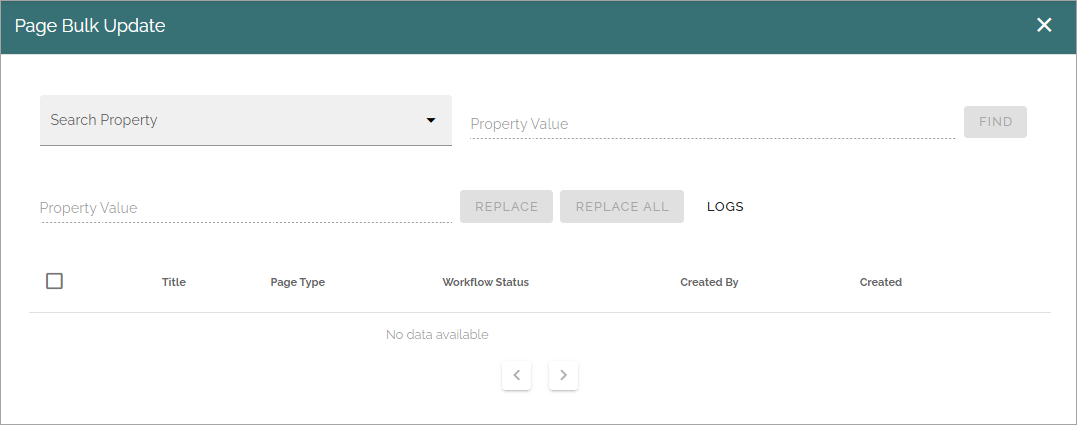 Page Bulk Update
Search Property
Property Value
FIND
Property Value
REPLACE
REPLACE ALL
LOGS
Title Page Type Workflow Status Created By Created
No data available